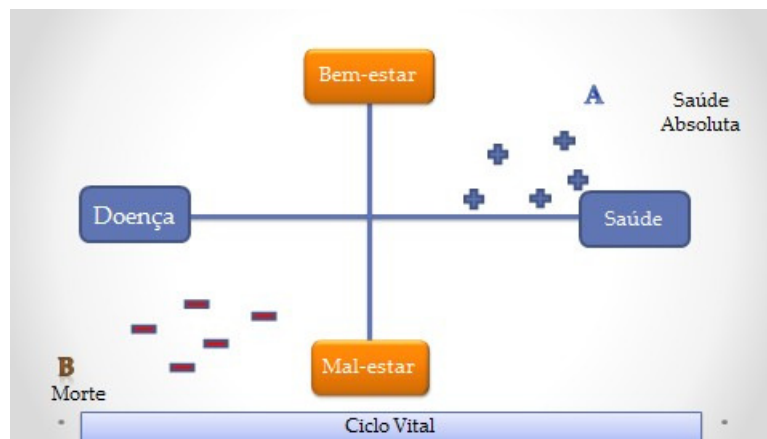 Bem-estar
A
Saúde
Absoluta
Doença
Saúde
Mal-estar
B
Morte
Ciclo Vital